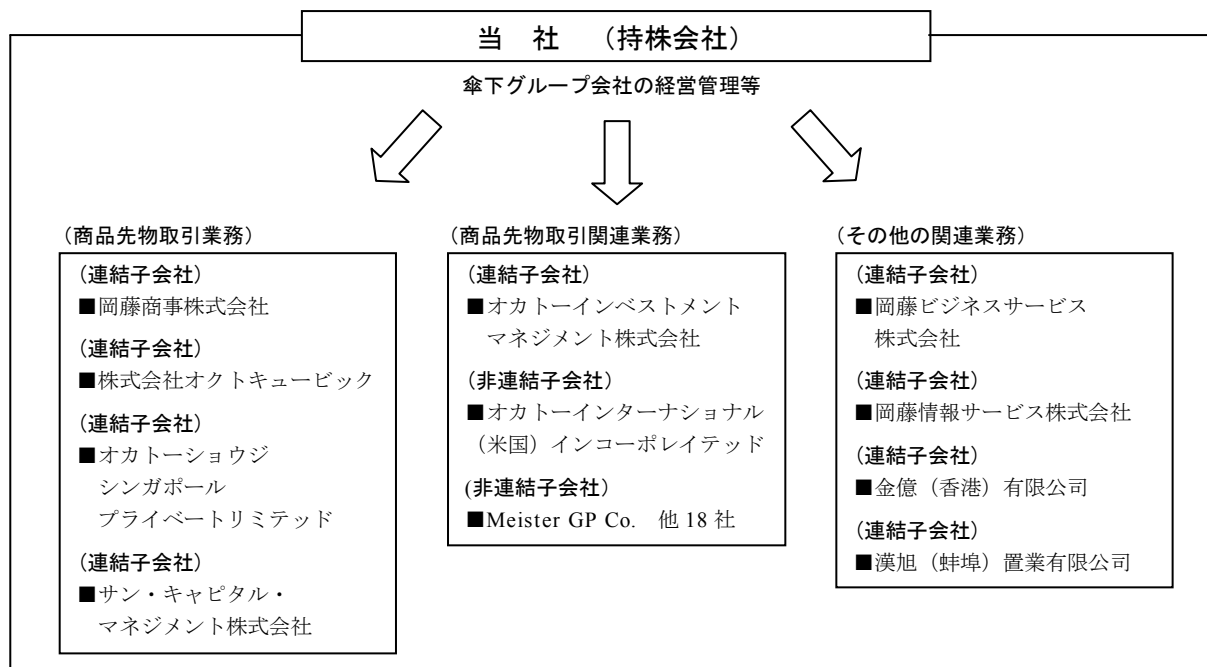 当 社 （持株会社）
傘下グループ会社の経営管理等
（商品先物取引業務）
（連結子会社）
■岡藤商事株式会社
（連結子会社）
■株式会社オクトキュービック
（連結子会社）
■オカトーショウジ
シンガポール
プライベートリミテッド
（連結子会社）
■サン・キャピタル・
マネジメント株式会社
（商品先物取引関連業務）
（連結子会社）
■オカトーインベストメント
マネジメント株式会社
（非連結子会社）
■オカトーインターナショナル
（米国）インコーポレイテッド
(非連結子会社）
■Meister GP Co. 他 18 社
（その他の関連業務）
（連結子会社）
■岡藤ビジネスサービス
株式会社
（連結子会社）
■岡藤情報サービス株式会社
（連結子会社）
■金億（香港）有限公司
（連結子会社）
■漢旭（蚌埠）置業有限公司